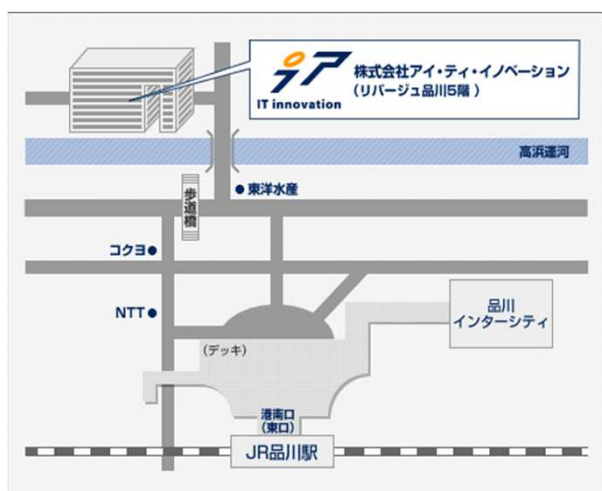 IT innovation
株式会社アイ・ティ・イノベーション
(リバージュ品川5階 )
高浜運河
東洋水産
歩道橋
コクヨ
NTT
品川
インターシティ
(デッキ)
港南口
(東口)
JR品川駅